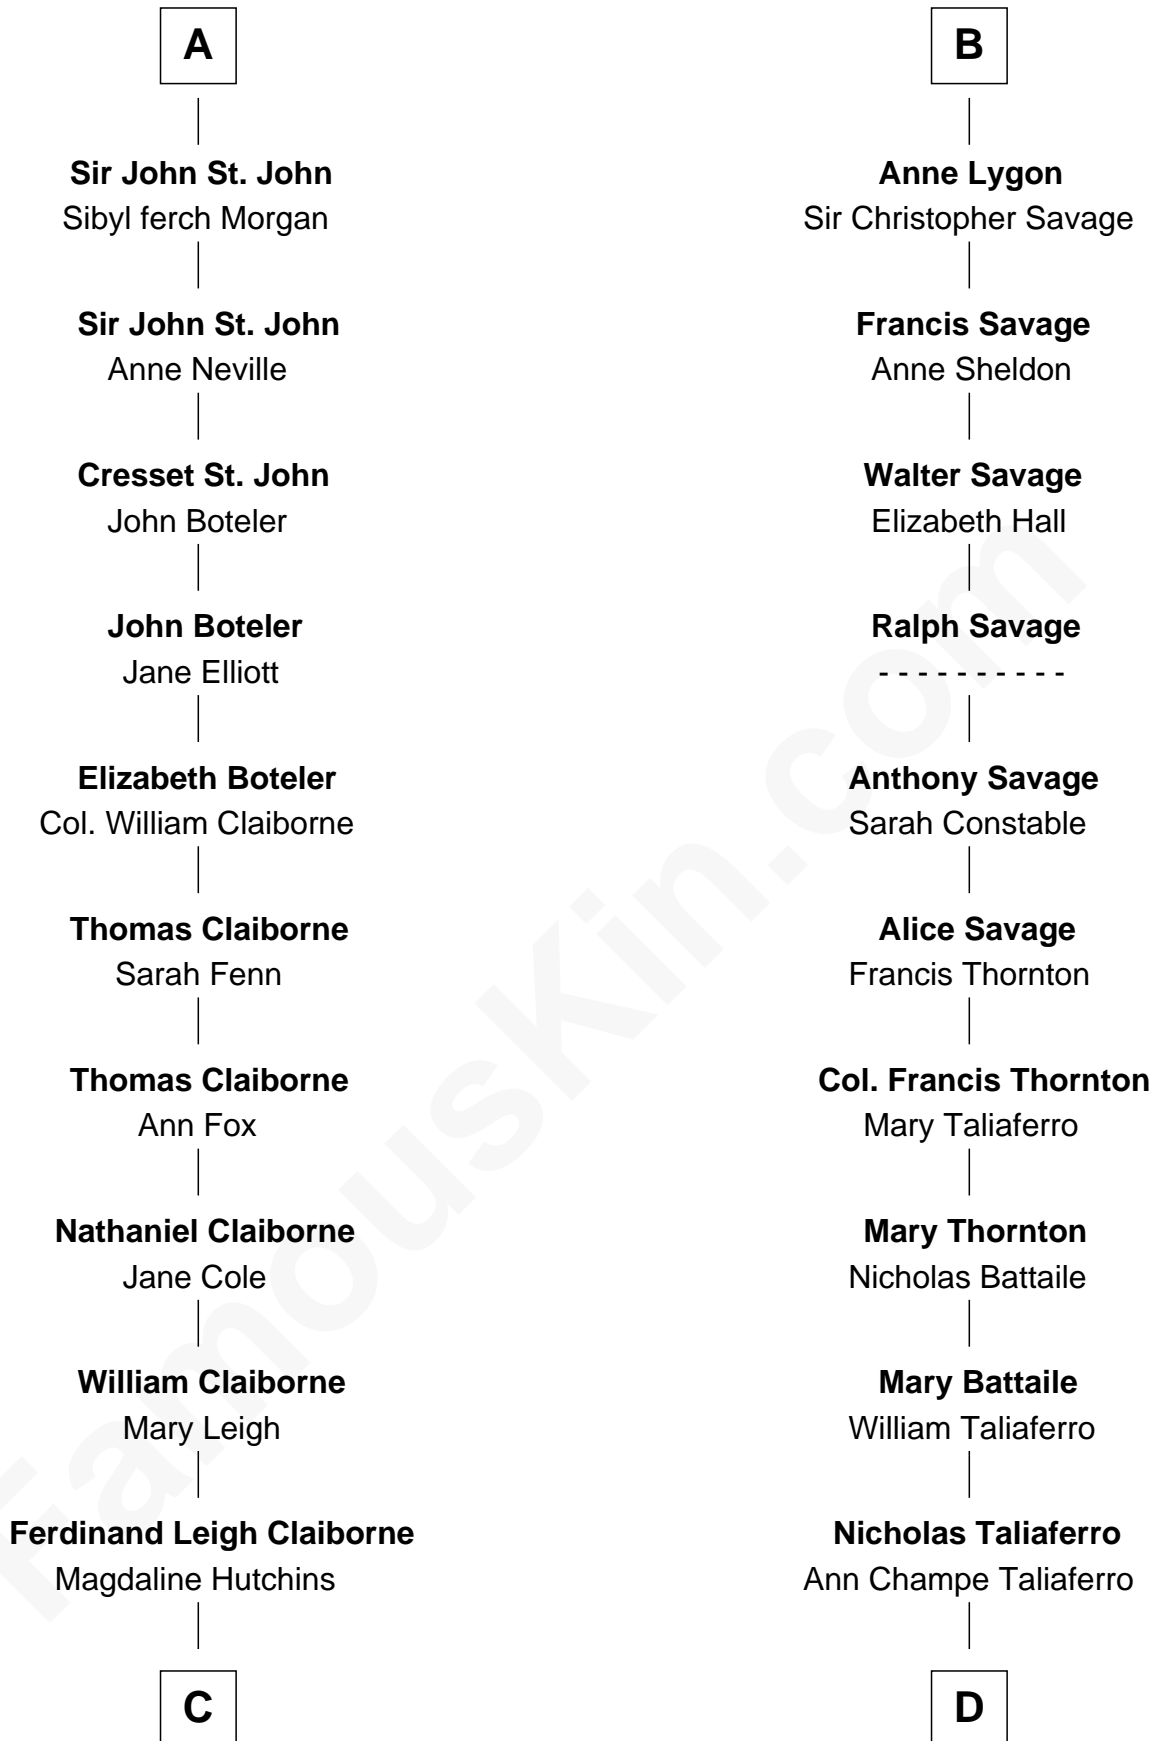 A
Sir John St. John
Sibyl ferch Morgan
Sir John St. John
Anne Neville
Cresset St. John
John Boteler
John Boteler
Jane Elliott
Elizabeth Boteler
Col. William Claiborne
Thomas Claiborne
Sarah Fenn
Thomas Claiborne
Ann Fox
Nathaniel Claiborne
Jane Cole
William Claiborne
Mary Leigh
Ferdinand Leigh Claiborne
Magdaline Hutchins
C
B
Anne Lygon
Sir Christopher Savage
Francis Savage
Anne Sheldon
Walter Savage
Elizabeth Hall
Ralph Savage
- - - - - - - - - -
Anthony Savage
Sarah Constable
Alice Savage
Francis Thornton
Col. Francis Thornton
Mary Taliaferro
Mary Thornton
Nicholas Battaile
Mary Battaile
William Taliaferro
Nicholas Taliaferro
Ann Champe Taliaferro
D
FamousKin.com